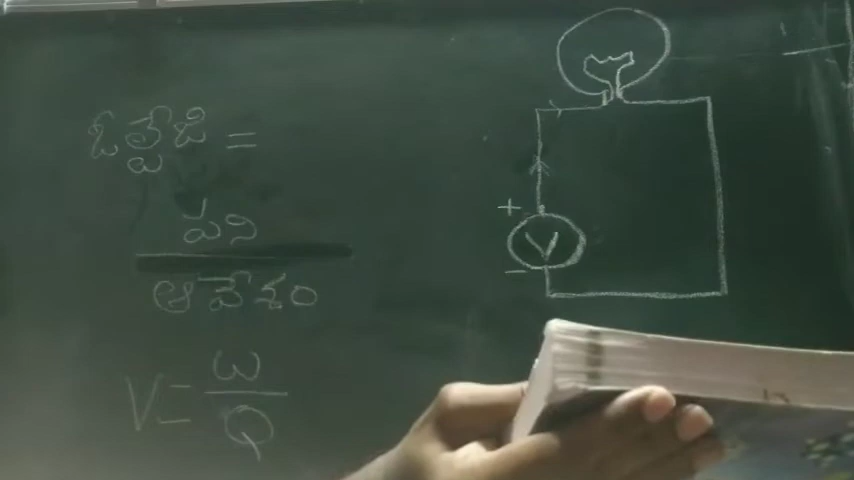 ఓల్టేజి =
పని
ఆవేశం
V = W
Q
+
V
−